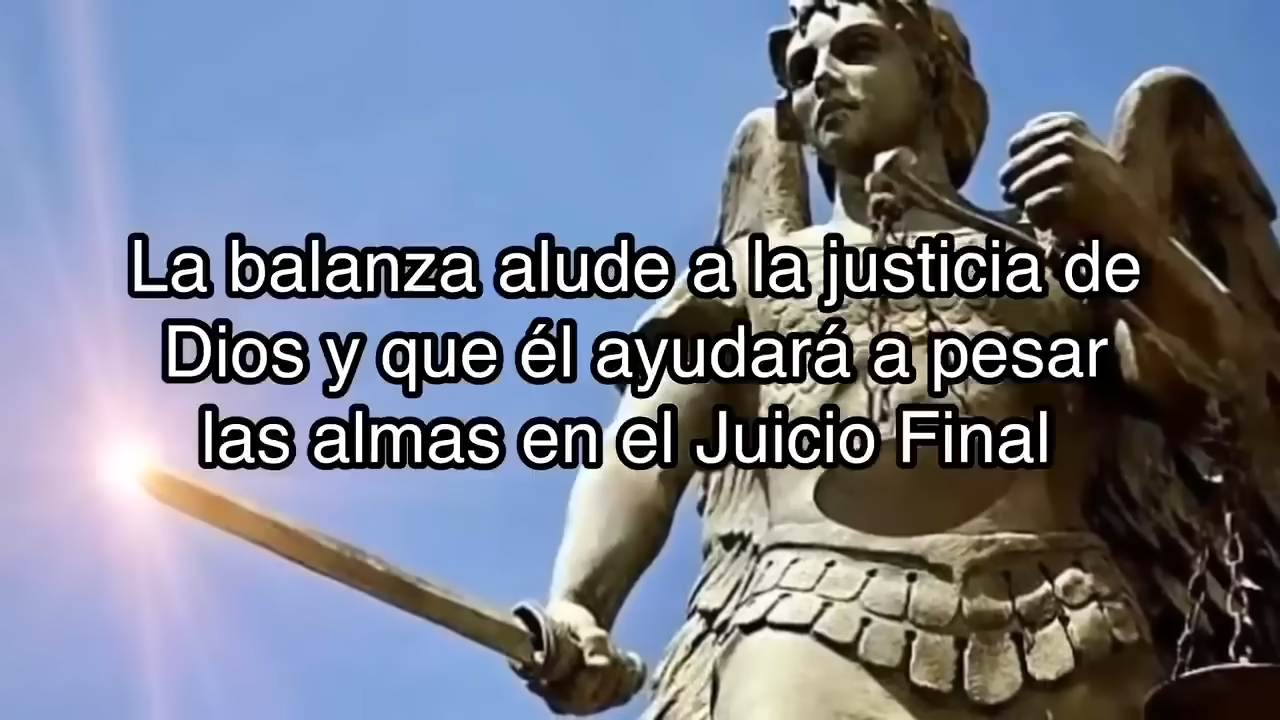 La balanza alude a la justicia de
Dios y que él ayudará a pesar
las almas en el Juicio Final